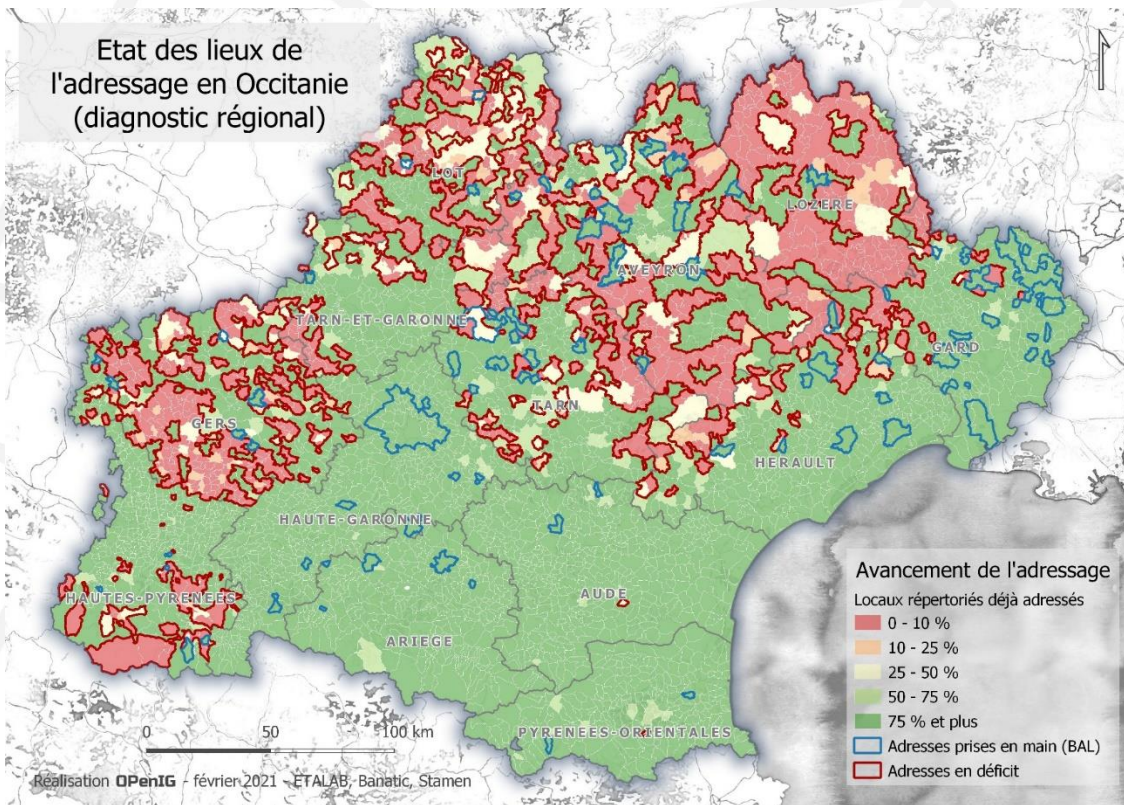 Etat des lieux de
l'adressage en Occitanie
(diagnostic régional)
LOT
LOZERE
AVEYRON
TARN-ET-GARONNE
GARD
TARN
GERS
HERAULT
HAUTE-GARONNE
AUDE
HAUTES-PYRENEES
ARIEGE
PYRENEES-ORIENTALES
Avancement de l'adressage
Locaux répertoriés déjà adressés
0 - 10 %
10 - 25 %
25 - 50 %
50 - 75 %
75 % et plus
Adresses prises en main (BAL)
Adresses en déficit
0 50 100 km
Réalisation OPenIG - février 2021 - ETALAB, Banatic, Stamen